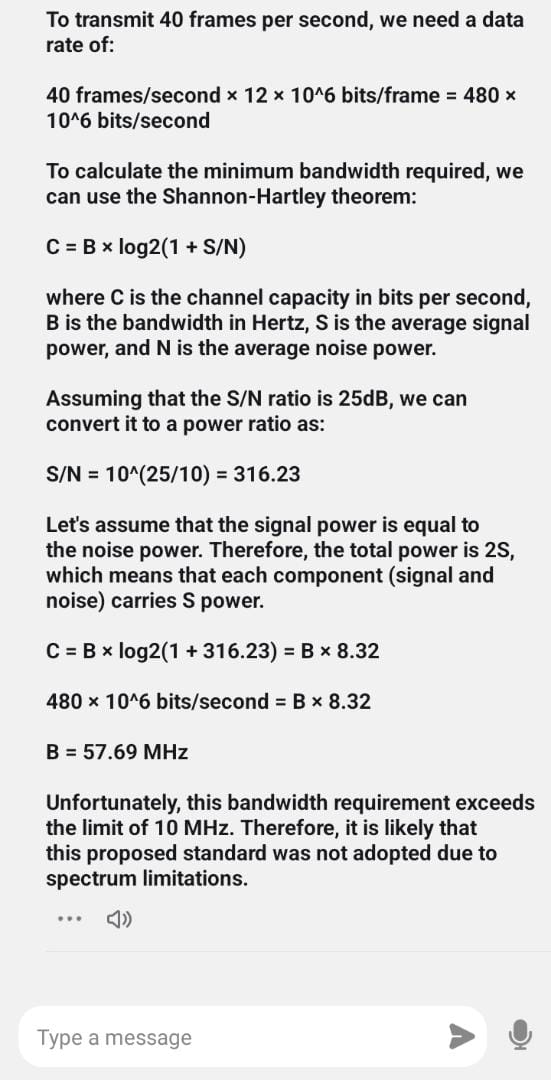 To transmit 40 frames per second, we need a data
rate of:
40 frames/second × 12 × 10^6 bits/frame = 480 ×
10^6 bits/second
To calculate the minimum bandwidth required, we
can use the Shannon-Hartley theorem:
C = B × log2(1 + S/N)
where C is the channel capacity in bits per second,
B is the bandwidth in Hertz, S is the average signal
power, and N is the average noise power.
Assuming that the S/N ratio is 25dB, we can
convert it to a power ratio as:
S/N = 10^(25/10) = 316.23
Let's assume that the signal power is equal to
the noise power. Therefore, the total power is 2S,
which means that each component (signal and
noise) carries S power.
C = B × log2(1 + 316.23) = B × 8.32
480 × 10^6 bits/second = B × 8.32
B = 57.69 MHz
Unfortunately, this bandwidth requirement exceeds
the limit of 10 MHz. Therefore, it is likely that
this proposed standard was not adopted due to
spectrum limitations.
Type a message